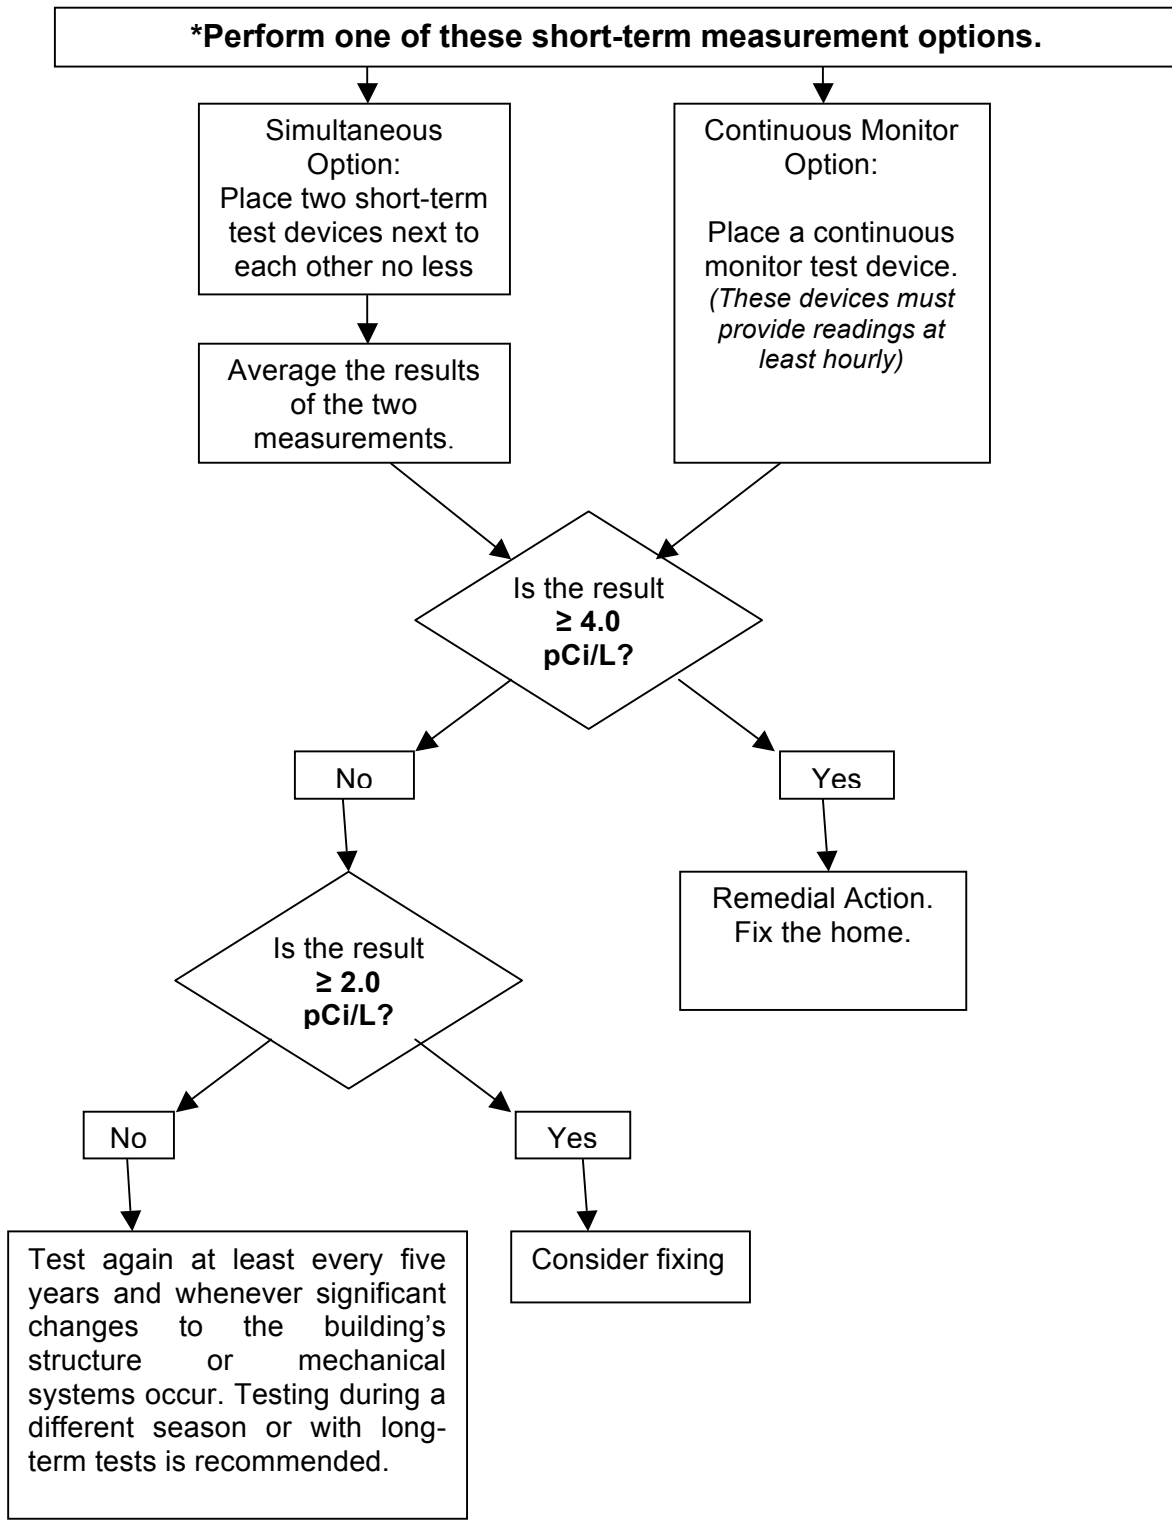 *Perform one of these short-term measurement options.
Simultaneous
Option:
Place two short-term
test devices next to
each other no less
Continuous Monitor
Option:
Place a continuous
monitor test device.
(These devices must
provide readings at
least hourly)
Average the results
of the two
measurements.
Is the result
≥ 4.0
pCi/L?
No
Yes
Remedial Action.
Fix the home.
Is the result
≥ 2.0
pCi/L?
No
Yes
Test again at least every five
years and whenever significant
changes to the building’s
structure or mechanical
systems occur. Testing during a
different season or with long-
term tests is recommended.
Consider fixing